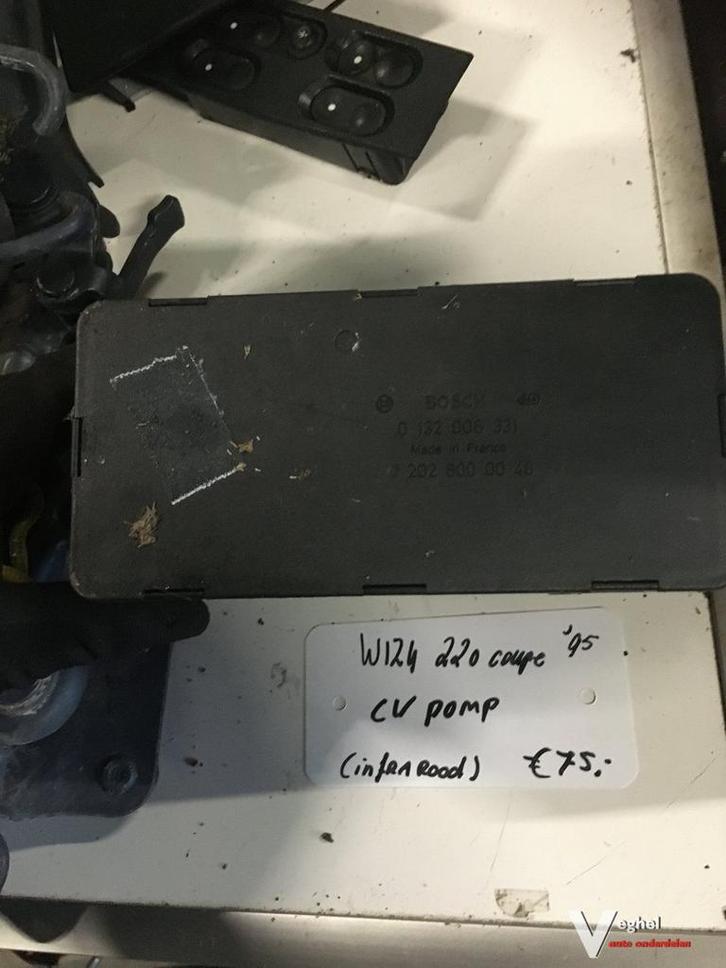 BOSCH
0 132 006 331
Made in France
202 800 00 48
W124 220 coupe '95
CV pomp
(infraRood) €75,-
Veghel
auto onderdelen